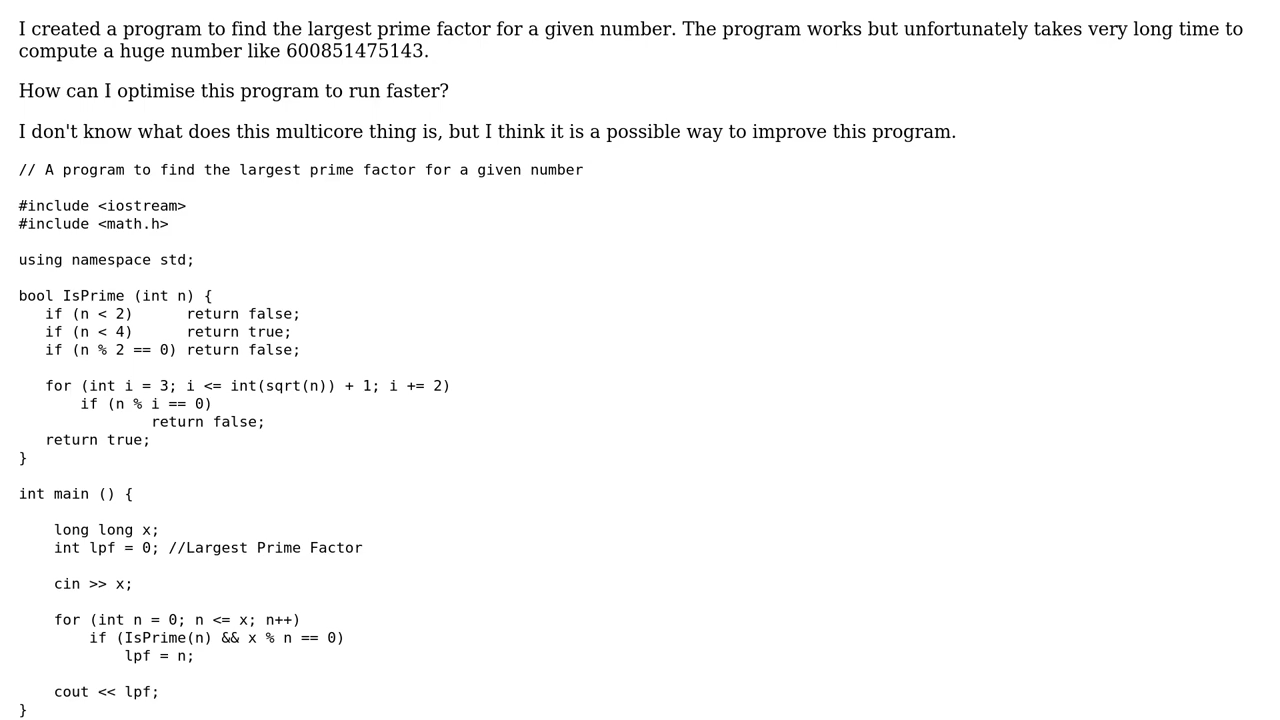 I created a program to find the largest prime factor for a given number. The program works but unfortunately takes very long time to
compute a huge number like 600851475143.
How can I optimise this program to run faster?
I don't know what does this multicore thing is, but I think it is a possible way to improve this program.
// A program to find the largest prime factor for a given number
#include <iostream>
#include <math.h>
using namespace std;
bool IsPrime (int n) {
   if (n < 2)      return false;
   if (n < 4)      return true;
   if (n % 2 == 0) return false;
   for (int i = 3; i <= int(sqrt(n)) + 1; i += 2)
       if (n % i == 0)
               return false;
   return true;
}
int main () {
    long long x;
    int lpf = 0; //Largest Prime Factor
    cin >> x;
    for (int n = 0; n <= x; n++)
        if (IsPrime(n) && x % n == 0)
            lpf = n;
    cout << lpf;
}